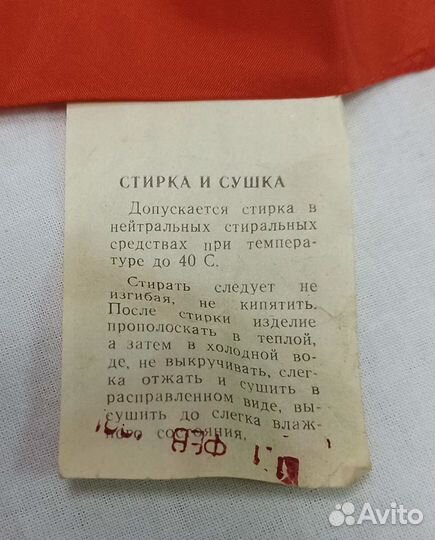 СТИРКА И СУШКА
Допускается стирка в
нейтральных стиральных
средствах при темпера-
туре до 40 С.
Стирать следует не
изгибая, не кипятить.
После стирки изделие
прополоскать в теплой,
а затем в холодной во-
де, не выкручивать, слег-
ка отжать и сушить в
расправленном виде, вы-
сушить до слегка влаж-
ного состояния,
ФЕВ
Avito